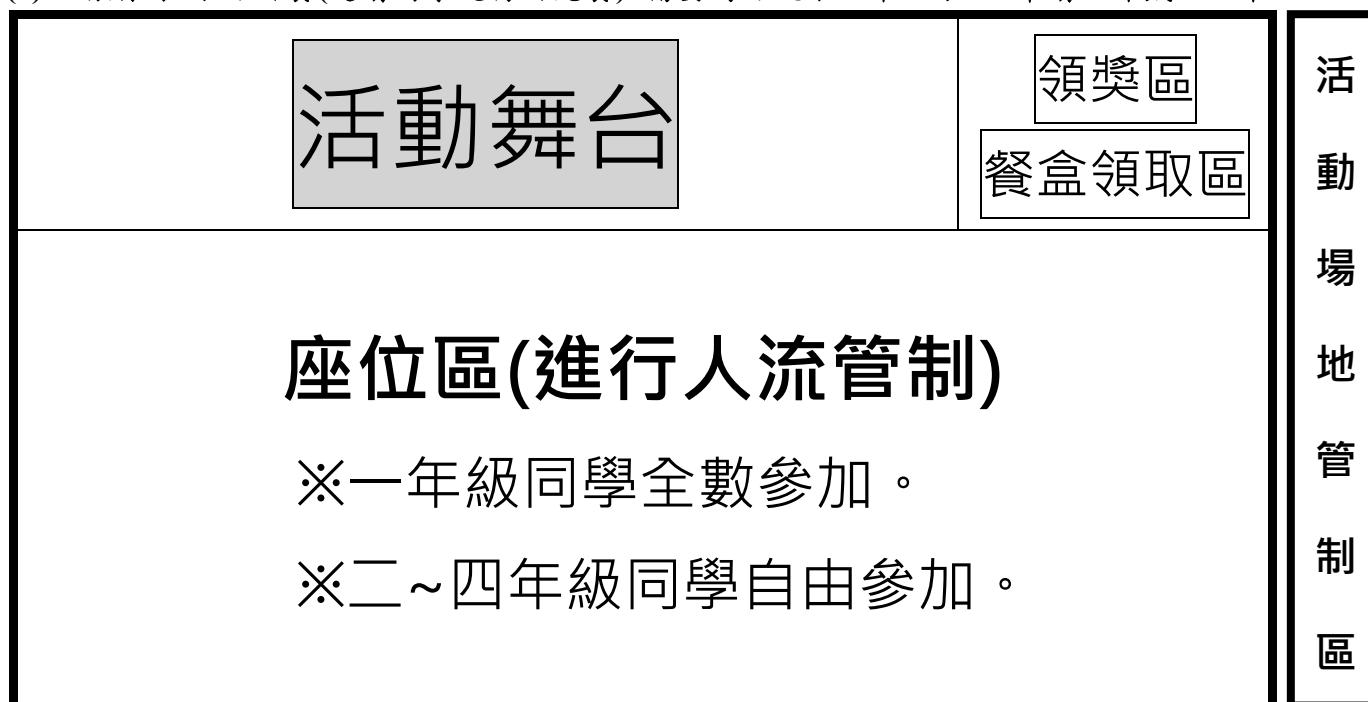 活動舞台
領獎區
餐盒領取區
座位區(進行人流管制)
※一年級同學全數參加。
※二~四年級同學自由參加。
活動場地管制區